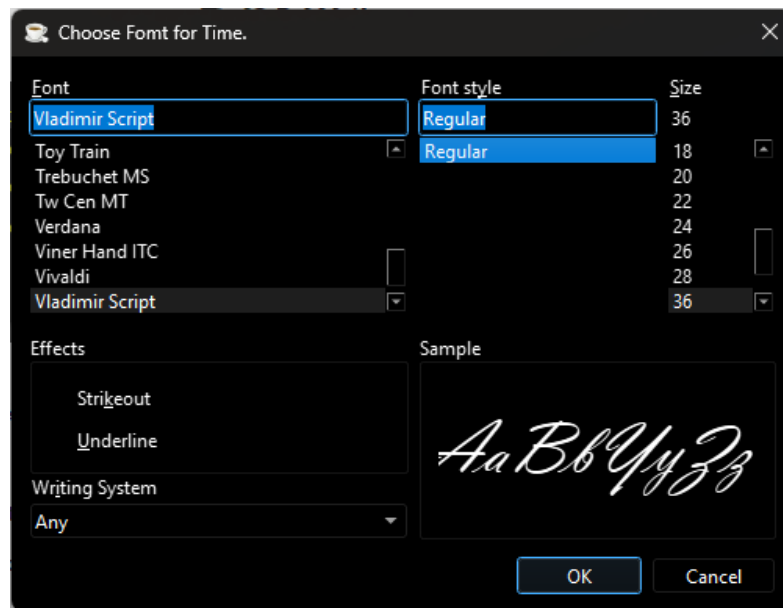 Choose Fomt for Time.
Font
Font style
Size
Vladimir Script
Regular
36
Toy Train
Regular
18
Trebuchet MS
20
Tw Cen MT
22
Verdana
24
Viner Hand ITC
26
Vivaldi
28
Vladimir Script
36
Effects
Sample
Strikeout
Underline
AaBbYyZz
Writing System
Any
OK
Cancel